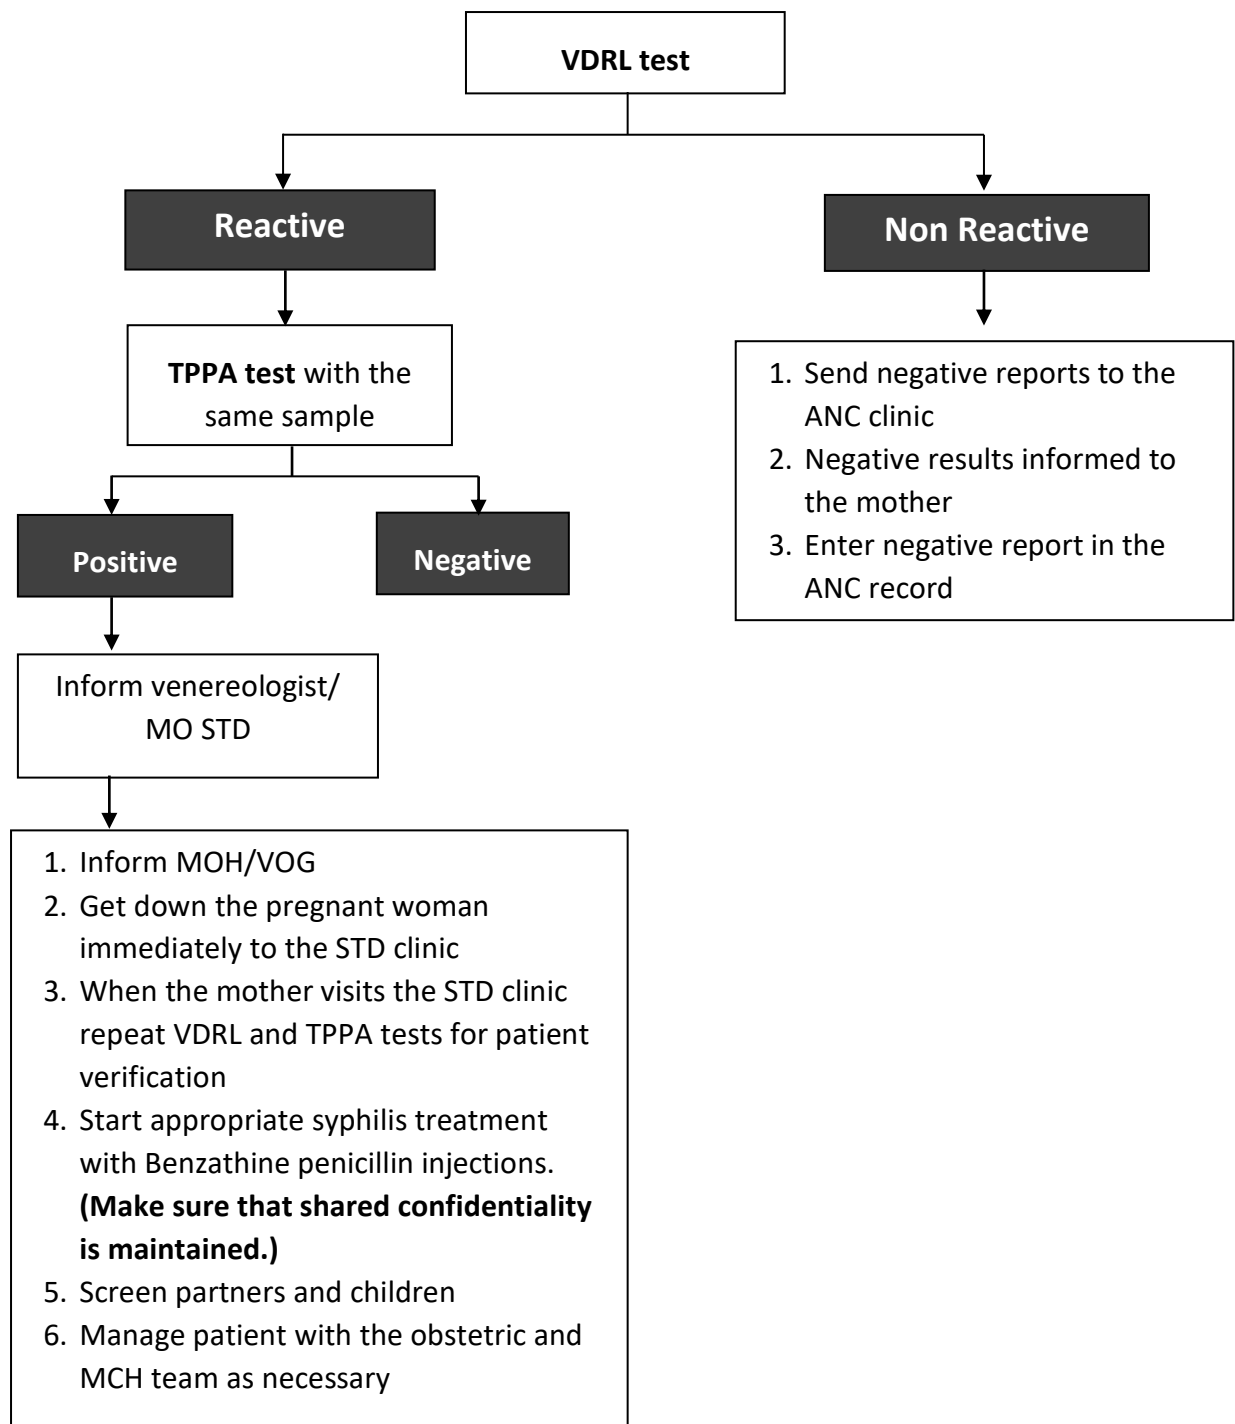 VDRL test
Reactive
Non Reactive
TPPA test with the
same sample
1. Send negative reports to the
ANC clinic
2. Negative results informed to
the mother
3. Enter negative report in the
ANC record
Positive
Negative
Inform venereologist/
MO STD
1. Inform MOH/VOG
2. Get down the pregnant woman
immediately to the STD clinic
3. When the mother visits the STD clinic
repeat VDRL and TPPA tests for patient
verification
4. Start appropriate syphilis treatment
with Benzathine penicillin injections.
(Make sure that shared confidentiality
is maintained.)
5. Screen partners and children
6. Manage patient with the obstetric and
MCH team as necessary